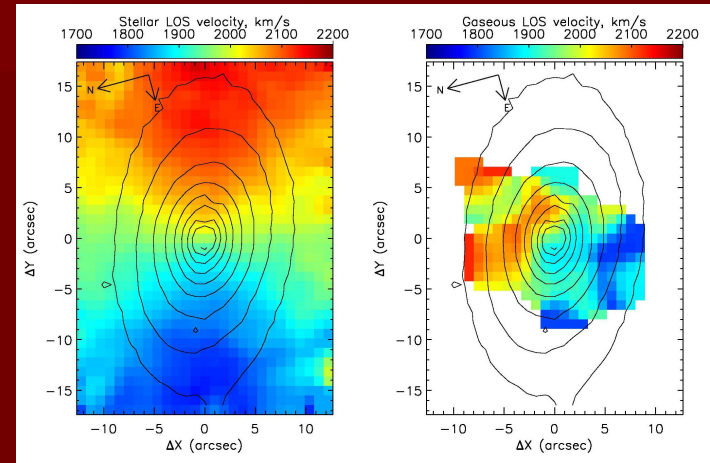 Stellar LOS velocity, km/s
1700 1800 1900 2000 2100 2200
N
E
15
10
5
0
−5
−10
−15
ΔY (arcsec)
−10 −5 0 5 10
ΔX (arcsec)
Gaseous LOS velocity, km/s
1700 1800 1900 2000 2100 2200
N
E
15
10
5
0
−5
−10
−15
ΔY (arcsec)
−10 −5 0 5 10
ΔX (arcsec)